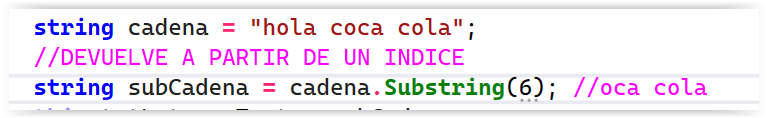 string cadena = "hola coca cola";
//DEVUELVE A PARTIR DE UN INDICE
string subCadena = cadena.Substring(6); //oca cola